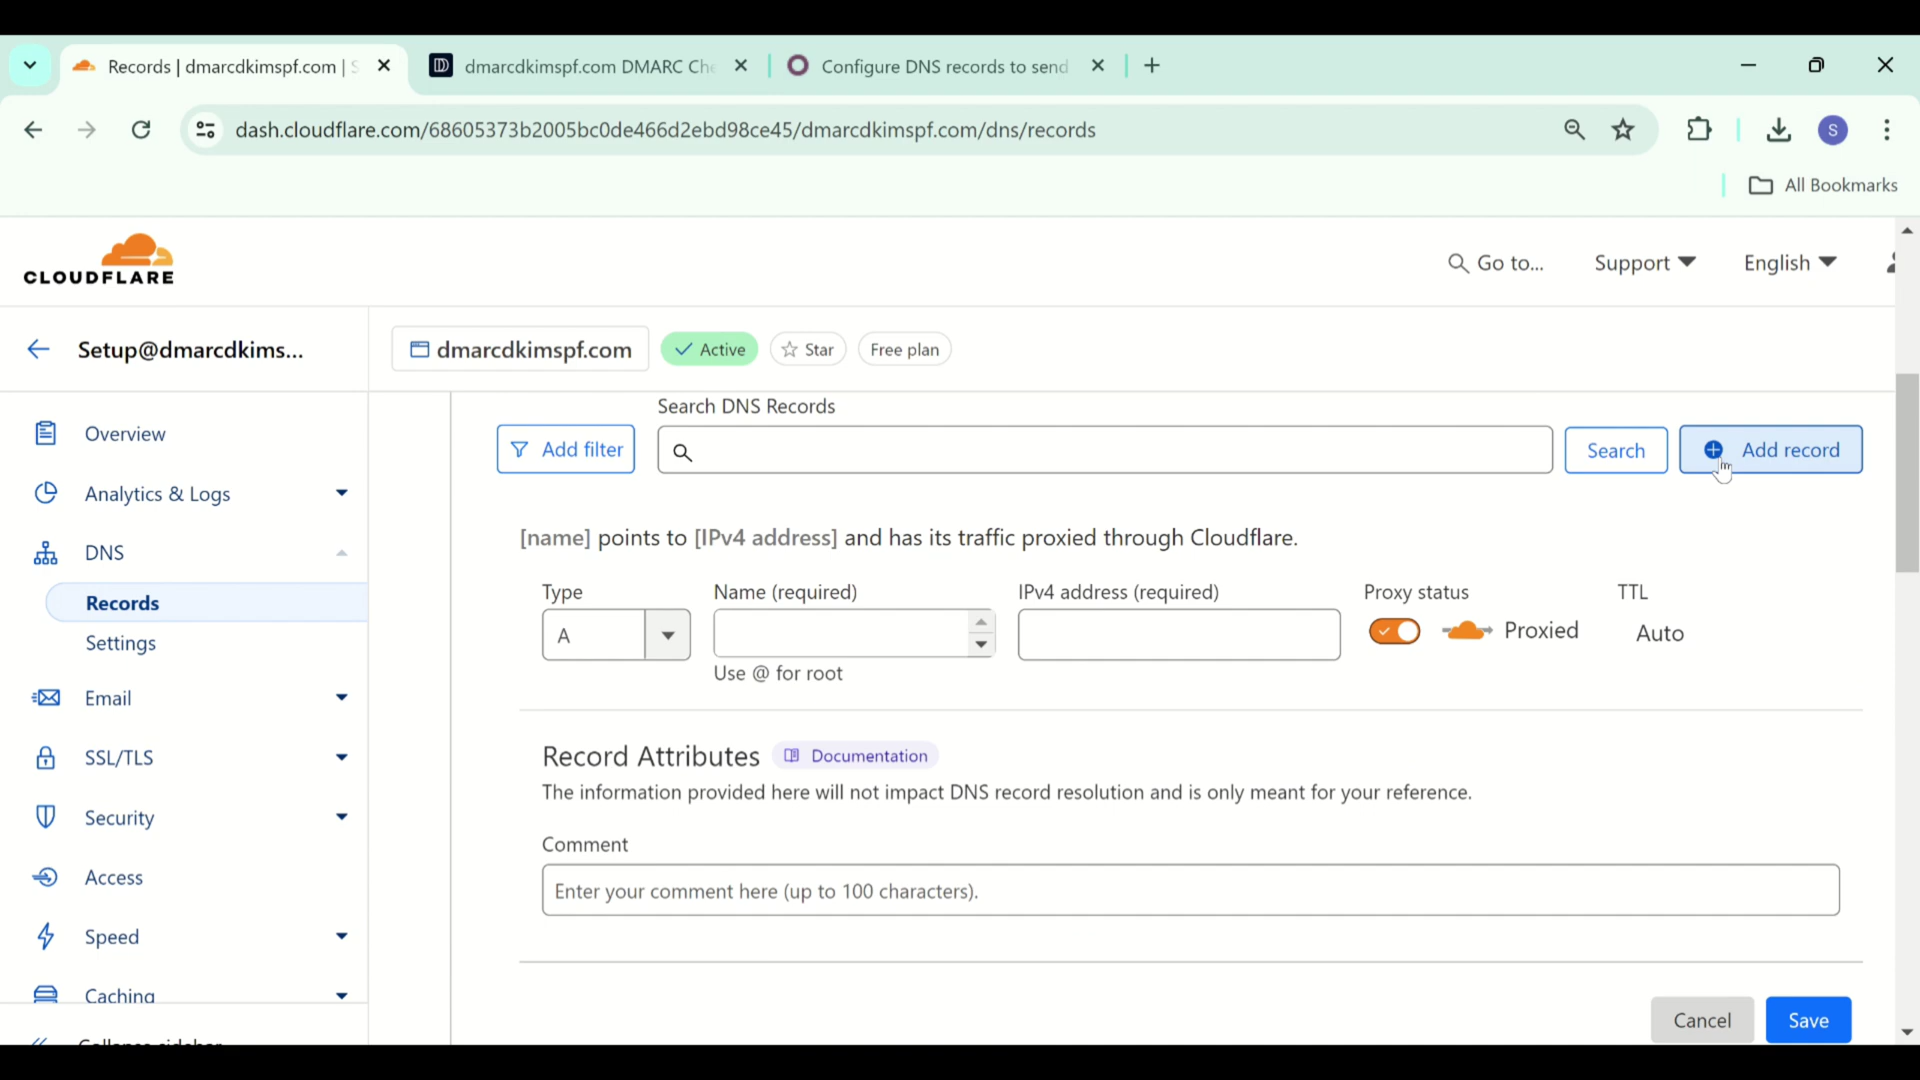 Records | dmarcdkimspf.com | S
dmarcdkimspf.com DMARC Che
Configure DNS records to send
dash.cloudflare.com/68605373b2005bc0de466d2ebd98ce45/dmarcdkimspf.com/dns/records
S
All Bookmarks
CLOUDFLARE
Go to...
Support
English
Setup@dmarcdkims...
dmarcdkimspf.com
Active
Star
Free plan
Overview
Analytics & Logs
DNS
Records
Settings
Email
SSL/TLS
Security
Access
Speed
Caching
Collapse sidebar
Search DNS Records
Add filter
Search
Add record
[name] points to [IPv4 address] and has its traffic proxied through Cloudflare.
Type
Name (required)
IPv4 address (required)
Proxy status
TTL
A
Proxied
Auto
Use @ for root
Record Attributes
Documentation
The information provided here will not impact DNS record resolution and is only meant for your reference.
Comment
Enter your comment here (up to 100 characters).
Cancel
Save